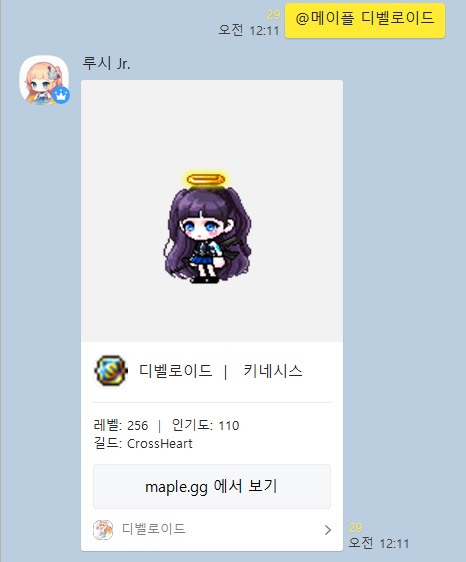 29
오전 12:11
@메이플 디벨로이드
루시 Jr.
디벨로이드 | 키네시스
레벨: 256 | 인기도: 110
길드: CrossHeart
maple.gg 에서 보기
디벨로이드
29
오전 12:11